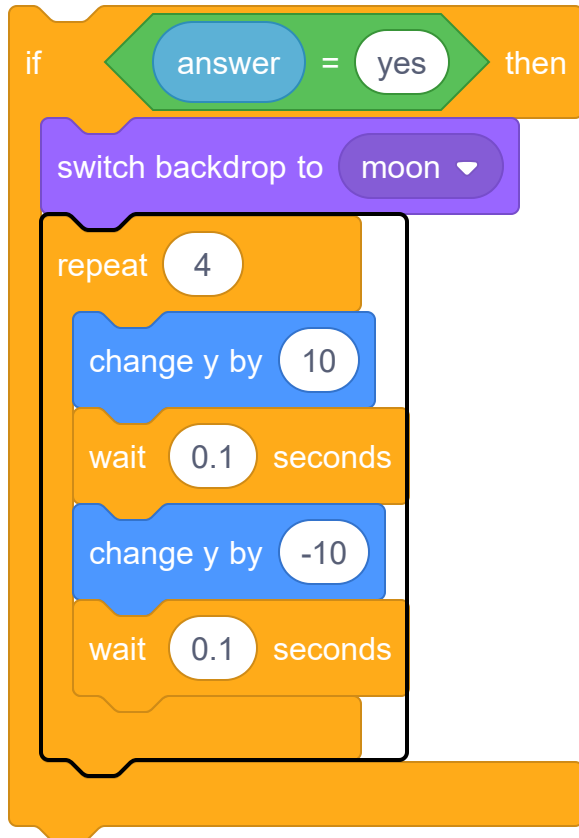 if answer = yes then
switch backdrop to moon
repeat 4
change y by 10
wait 0.1 seconds
change y by -10
wait 0.1 seconds